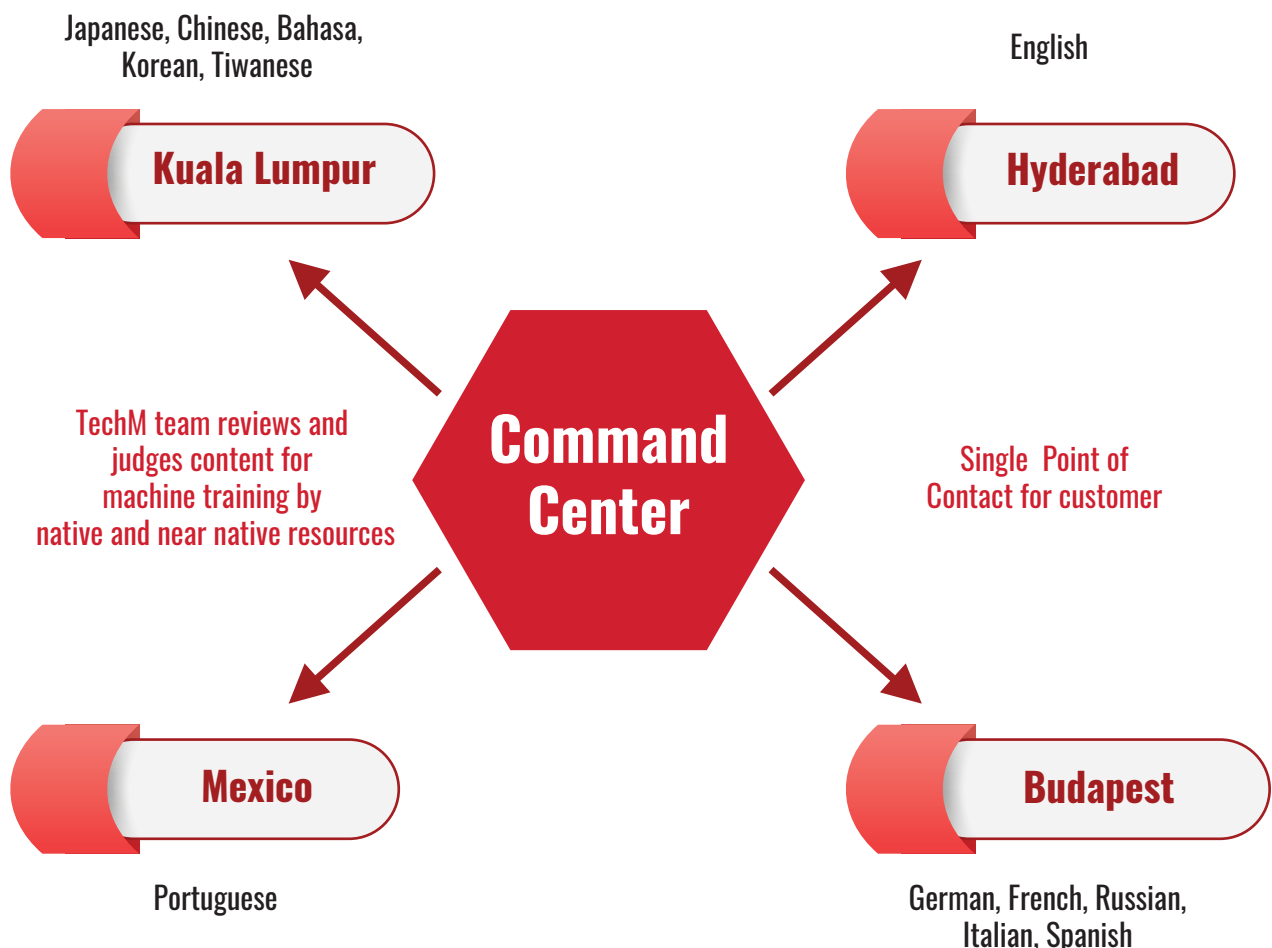 Japanese, Chinese, Bahasa,
Korean, Tiwanese
English
Kuala Lumpur
Hyderabad
TechM team reviews and
judges content for
machine training by
native and near native resources
Command
Center
Single Point of
Contact for customer
Mexico
Budapest
Portuguese
German, French, Russian,
Italian, Spanish